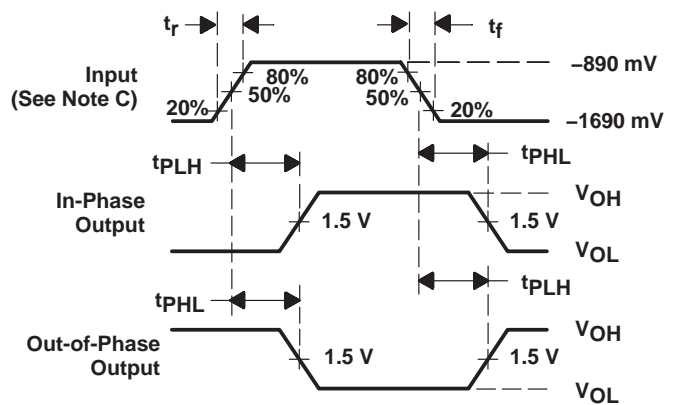 tr
tf
Input
(See Note C)
80%
80%
–890 mV
50%
50%
20%
20%
–1690 mV
tPLH
tPHL
In-Phase
Output
1.5 V
1.5 V
VOH
VOL
tPHL
tPLH
Out-of-Phase
Output
1.5 V
1.5 V
VOH
VOL